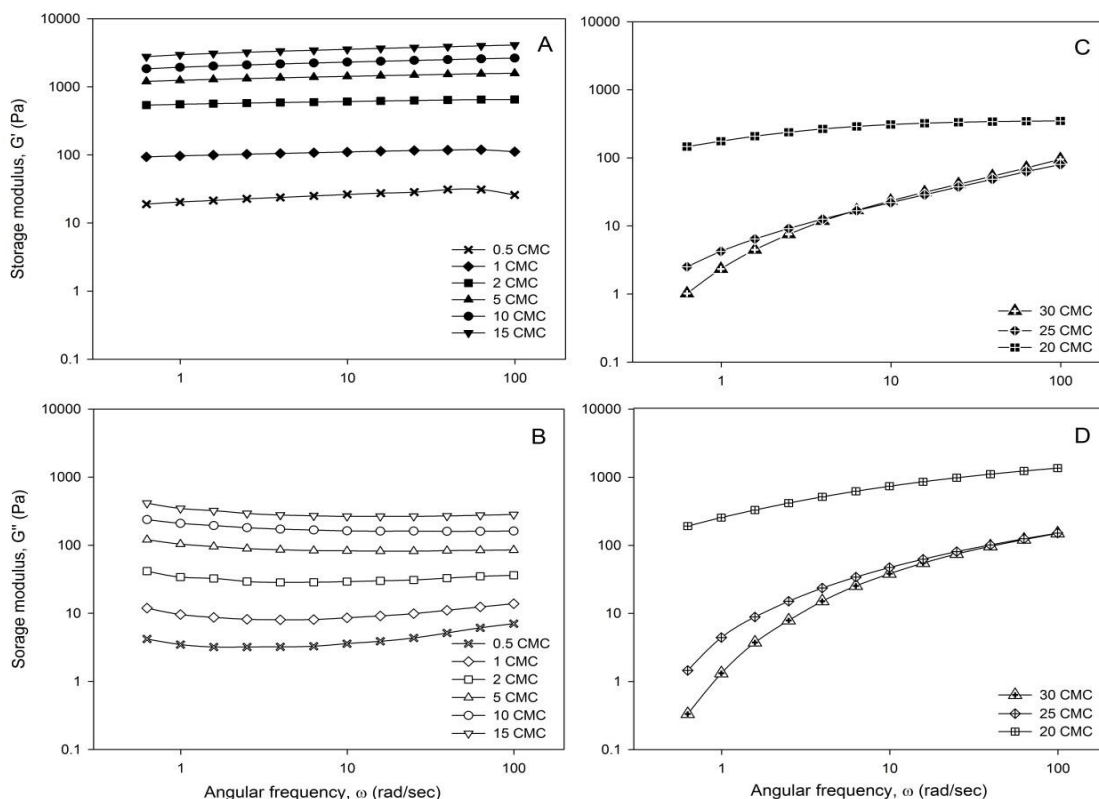 10000
1000
100
10
1
0.1
Storage modulus, G' (Pa)
A
0.5 CMC
1 CMC
2 CMC
5 CMC
10 CMC
15 CMC
1
10
100
10000
1000
100
10
1
0.1
C
30 CMC
25 CMC
20 CMC
1
10
100
10000
1000
100
10
1
0.1
Sorage modulus, G" (Pa)
B
0.5 CMC
1 CMC
2 CMC
5 CMC
10 CMC
15 CMC
1
10
100
Angular frequency, ω (rad/sec)
10000
1000
100
10
1
0.1
D
30 CMC
25 CMC
20 CMC
1
10
100
Angular frequency, ω (rad/sec)